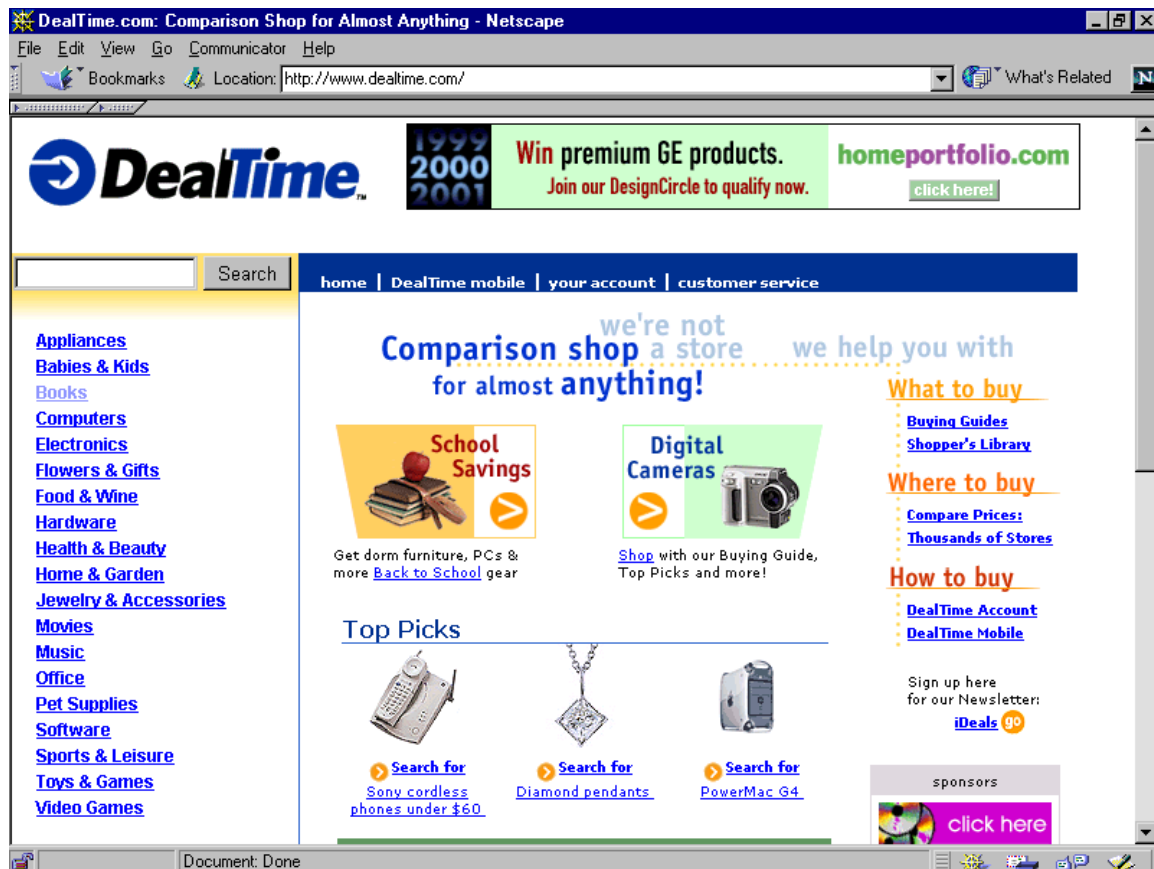 DealTime.com: Comparison Shop for Almost Anything - Netscape
File Edit View Go Communicator Help
Bookmarks Location: http://www.dealtime.com/ What's Related N
DealTime™
1999
2000
2001
Win premium GE products.
Join our DesignCircle to qualify now.
homeportfolio.com
click here!
Search
home | DealTime mobile | your account | customer service
Appliances
Babies & Kids
Books
Computers
Electronics
Flowers & Gifts
Food & Wine
Hardware
Health & Beauty
Home & Garden
Jewelry & Accessories
Movies
Music
Office
Pet Supplies
Software
Sports & Leisure
Toys & Games
Video Games
we're not
Comparison shop a store we help you with
for almost anything!
School
Savings
Get dorm furniture, PCs &
more Back to School gear
Digital
Cameras
Shop with our Buying Guide,
Top Picks and more!
Top Picks
Search for
Sony cordless
phones under $60
Search for
Diamond pendants
Search for
PowerMac G4
What to buy
Buying Guides
Shopper's Library
Where to buy
Compare Prices:
Thousands of Stores
How to buy
DealTime Account
DealTime Mobile
Sign up here
for our Newsletter:
iDeals go
sponsors
click here
Document: Done